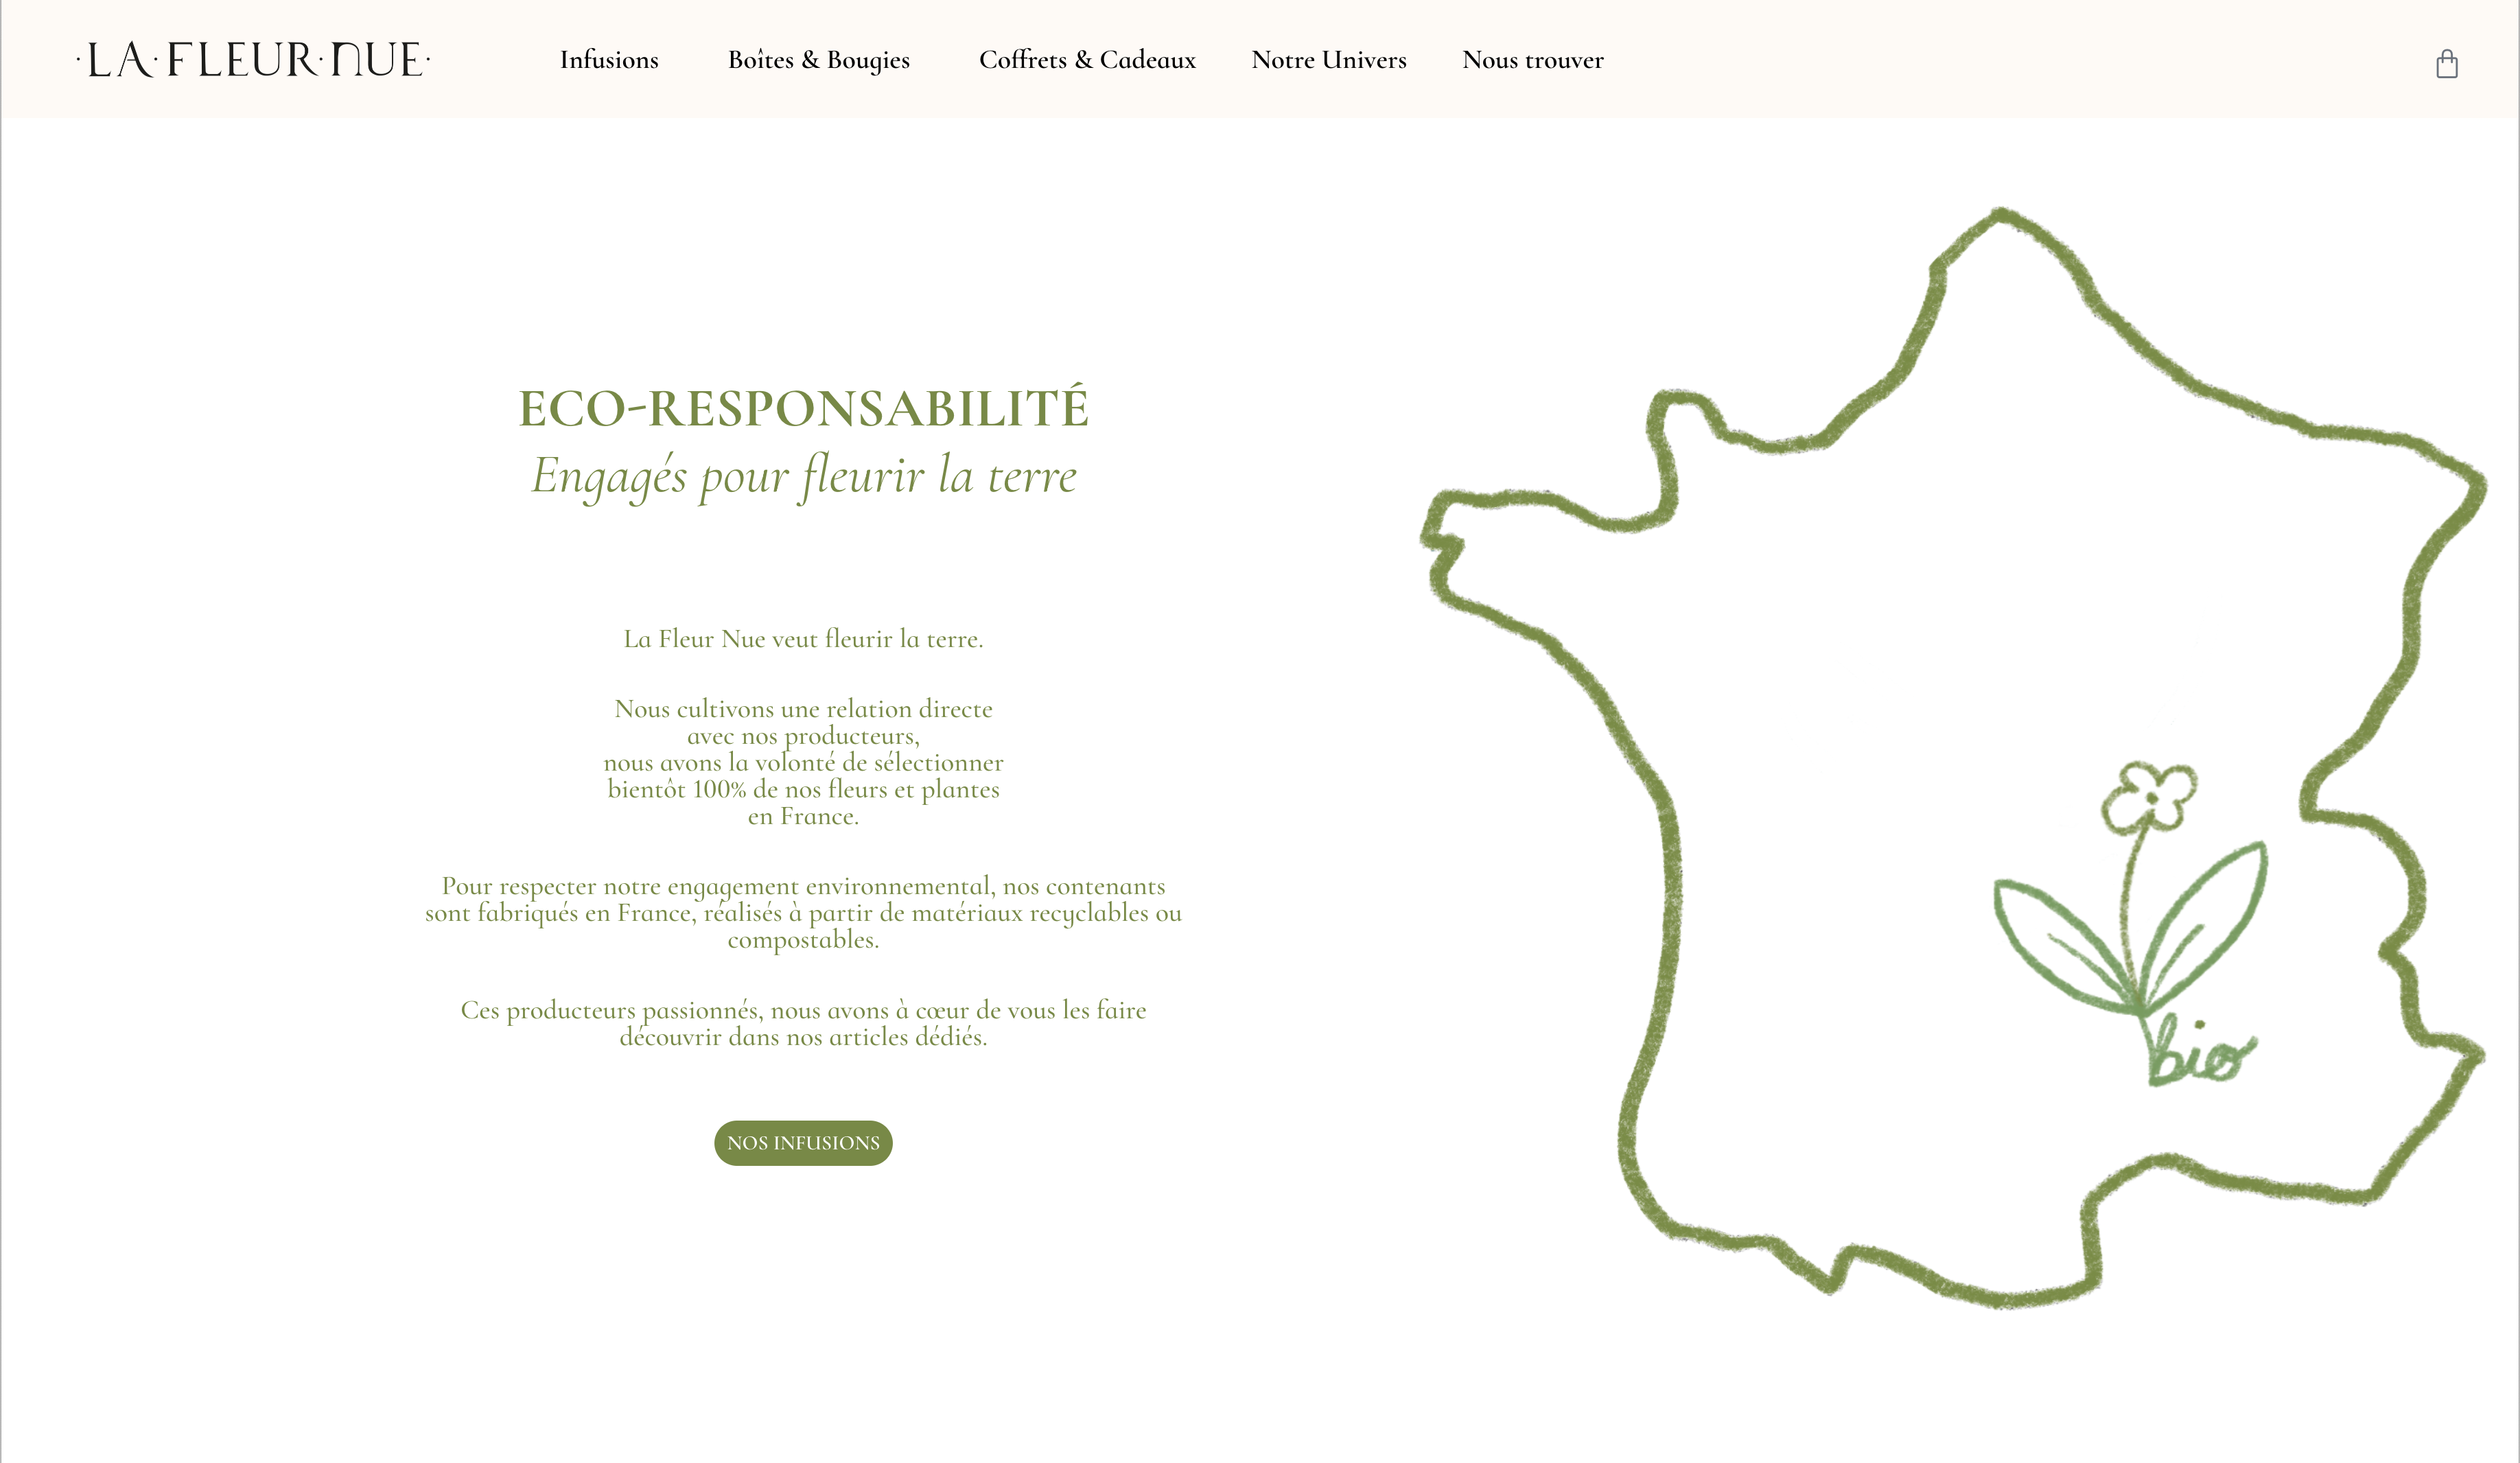 ·LA·FLEUR·NUE·
Infusions
Boîtes & Bougies
Coffrets & Cadeaux
Notre Univers
Nous trouver
ECO-RESPONSABILITÉ
Engagés pour fleurir la terre
La Fleur Nue veut fleurir la terre.
Nous cultivons une relation directe
avec nos producteurs,
nous avons la volonté de sélectionner
bientôt 100% de nos fleurs et plantes
en France.
Pour respecter notre engagement environnemental, nos contenants
sont fabriqués en France, réalisés à partir de matériaux recyclables ou
compostables.
Ces producteurs passionnés, nous avons à cœur de vous les faire
découvrir dans nos articles dédiés.
NOS INFUSIONS
bio